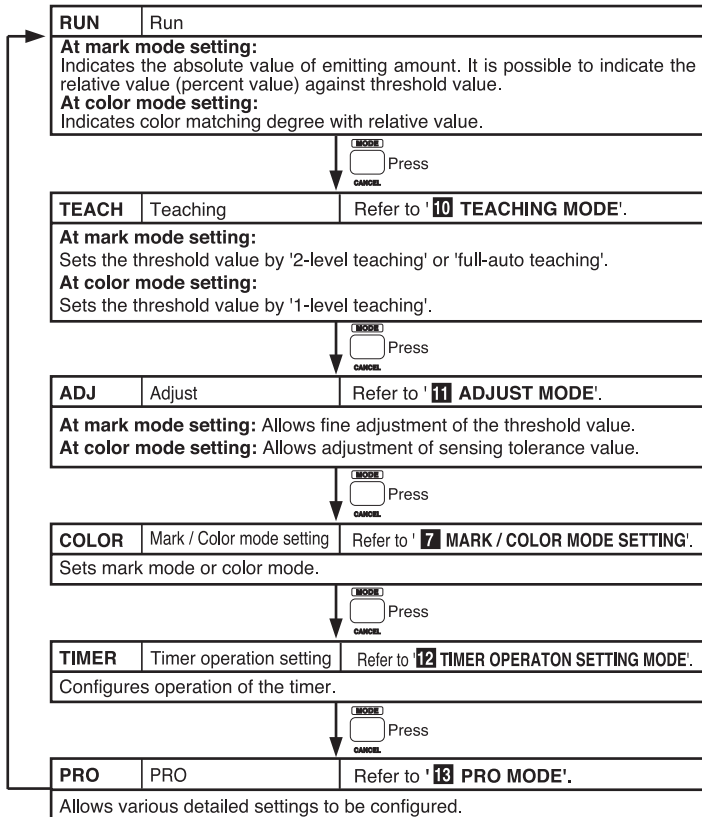 RUN Run
At mark mode setting:
Indicates the absolute value of emitting amount. It is possible to indicate the
relative value (percent value) against threshold value.
At color mode setting:
Indicates color matching degree with relative value.
MODE
Press
CANCEL
TEACH Teaching Refer to '10 TEACHING MODE'.
At mark mode setting:
Sets the threshold value by '2-level teaching' or 'full-auto teaching'.
At color mode setting:
Sets the threshold value by '1-level teaching'.
MODE
Press
CANCEL
ADJ Adjust Refer to '11 ADJUST MODE'.
At mark mode setting: Allows fine adjustment of the threshold value.
At color mode setting: Allows adjustment of sensing tolerance value.
MODE
Press
CANCEL
COLOR Mark / Color mode setting Refer to ' 7 MARK / COLOR MODE SETTING'.
Sets mark mode or color mode.
MODE
Press
CANCEL
TIMER Timer operation setting Refer to '12 TIMER OPERATON SETTING MODE'.
Configures operation of the timer.
MODE
Press
CANCEL
PRO PRO Refer to '13 PRO MODE'.
Allows various detailed settings to be configured.